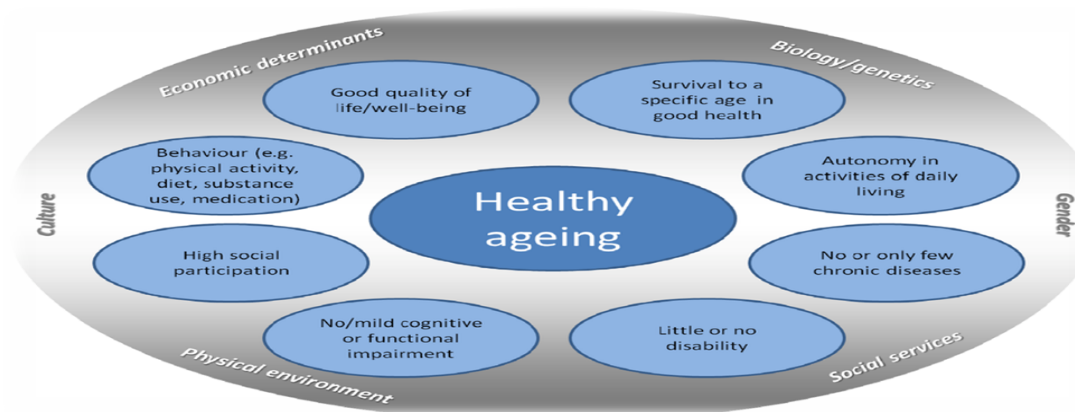 Economic determinants
Biology/genetics
Good quality of
life/well-being
Survival to a
specific age in
good health
Behaviour (e.g.
physical activity,
diet, substance
use, medication)
Autonomy in
activities of daily
living
Culture
Healthy
ageing
Gender
High social
participation
No or only few
chronic diseases
No/mild cognitive
or functional
impairment
Little or no
disability
Physical environment
Social services